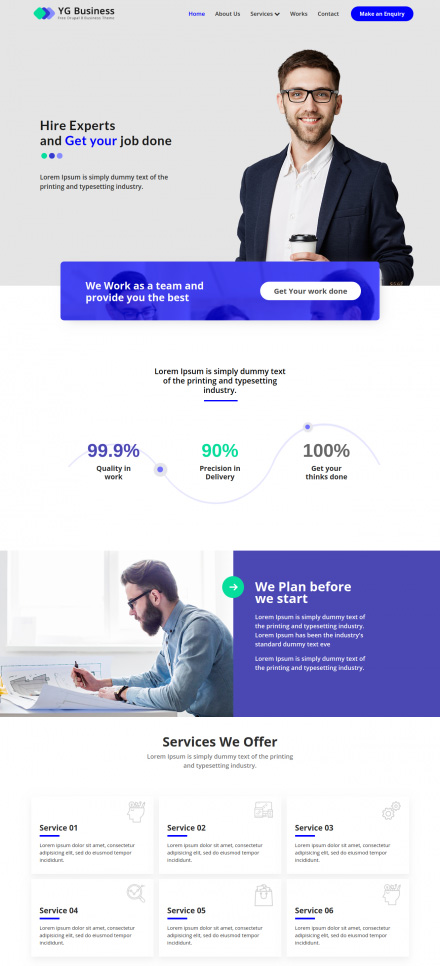 YG Business
Free Drupal 8 Business Theme
Home About Us Services Works Contact Make an Enquiry
Hire Experts
and Get your job done
Lorem Ipsum is simply dummy text of the
printing and typesetting industry.
We Work as a team and
provide you the best
Get Your work done
Lorem Ipsum is simply dummy text
of the printing and typesetting
industry.
99.9%
Quality in
work
90%
Precision in
Delivery
100%
Get your
thinks done
We Plan before
we start
Lorem Ipsum is simply dummy text of
the printing and typesetting industry.
Lorem Ipsum has been the industry's
standard dummy text eve
Lorem Ipsum is simply dummy text of
the printing and typesetting industry.
Services We Offer
Lorem Ipsum is simply dummy text of the printing
and typesetting industry.
Service 01
Lorem ipsum dolor sit amet, consectetur
adipisicing elit, sed do eiusmod tempor
incididunt.
Service 02
Lorem ipsum dolor sit amet, consectetur
adipisicing elit, sed do eiusmod tempor
incididunt.
Service 03
Lorem ipsum dolor sit amet, consectetur
adipisicing elit, sed do eiusmod tempor
incididunt.
Service 04
Lorem ipsum dolor sit amet, consectetur
adipisicing elit, sed do eiusmod tempor
incididunt.
Service 05
Lorem ipsum dolor sit amet, consectetur
adipisicing elit, sed do eiusmod tempor
incididunt.
Service 06
Lorem ipsum dolor sit amet, consectetur
adipisicing elit, sed do eiusmod tempor
incididunt.